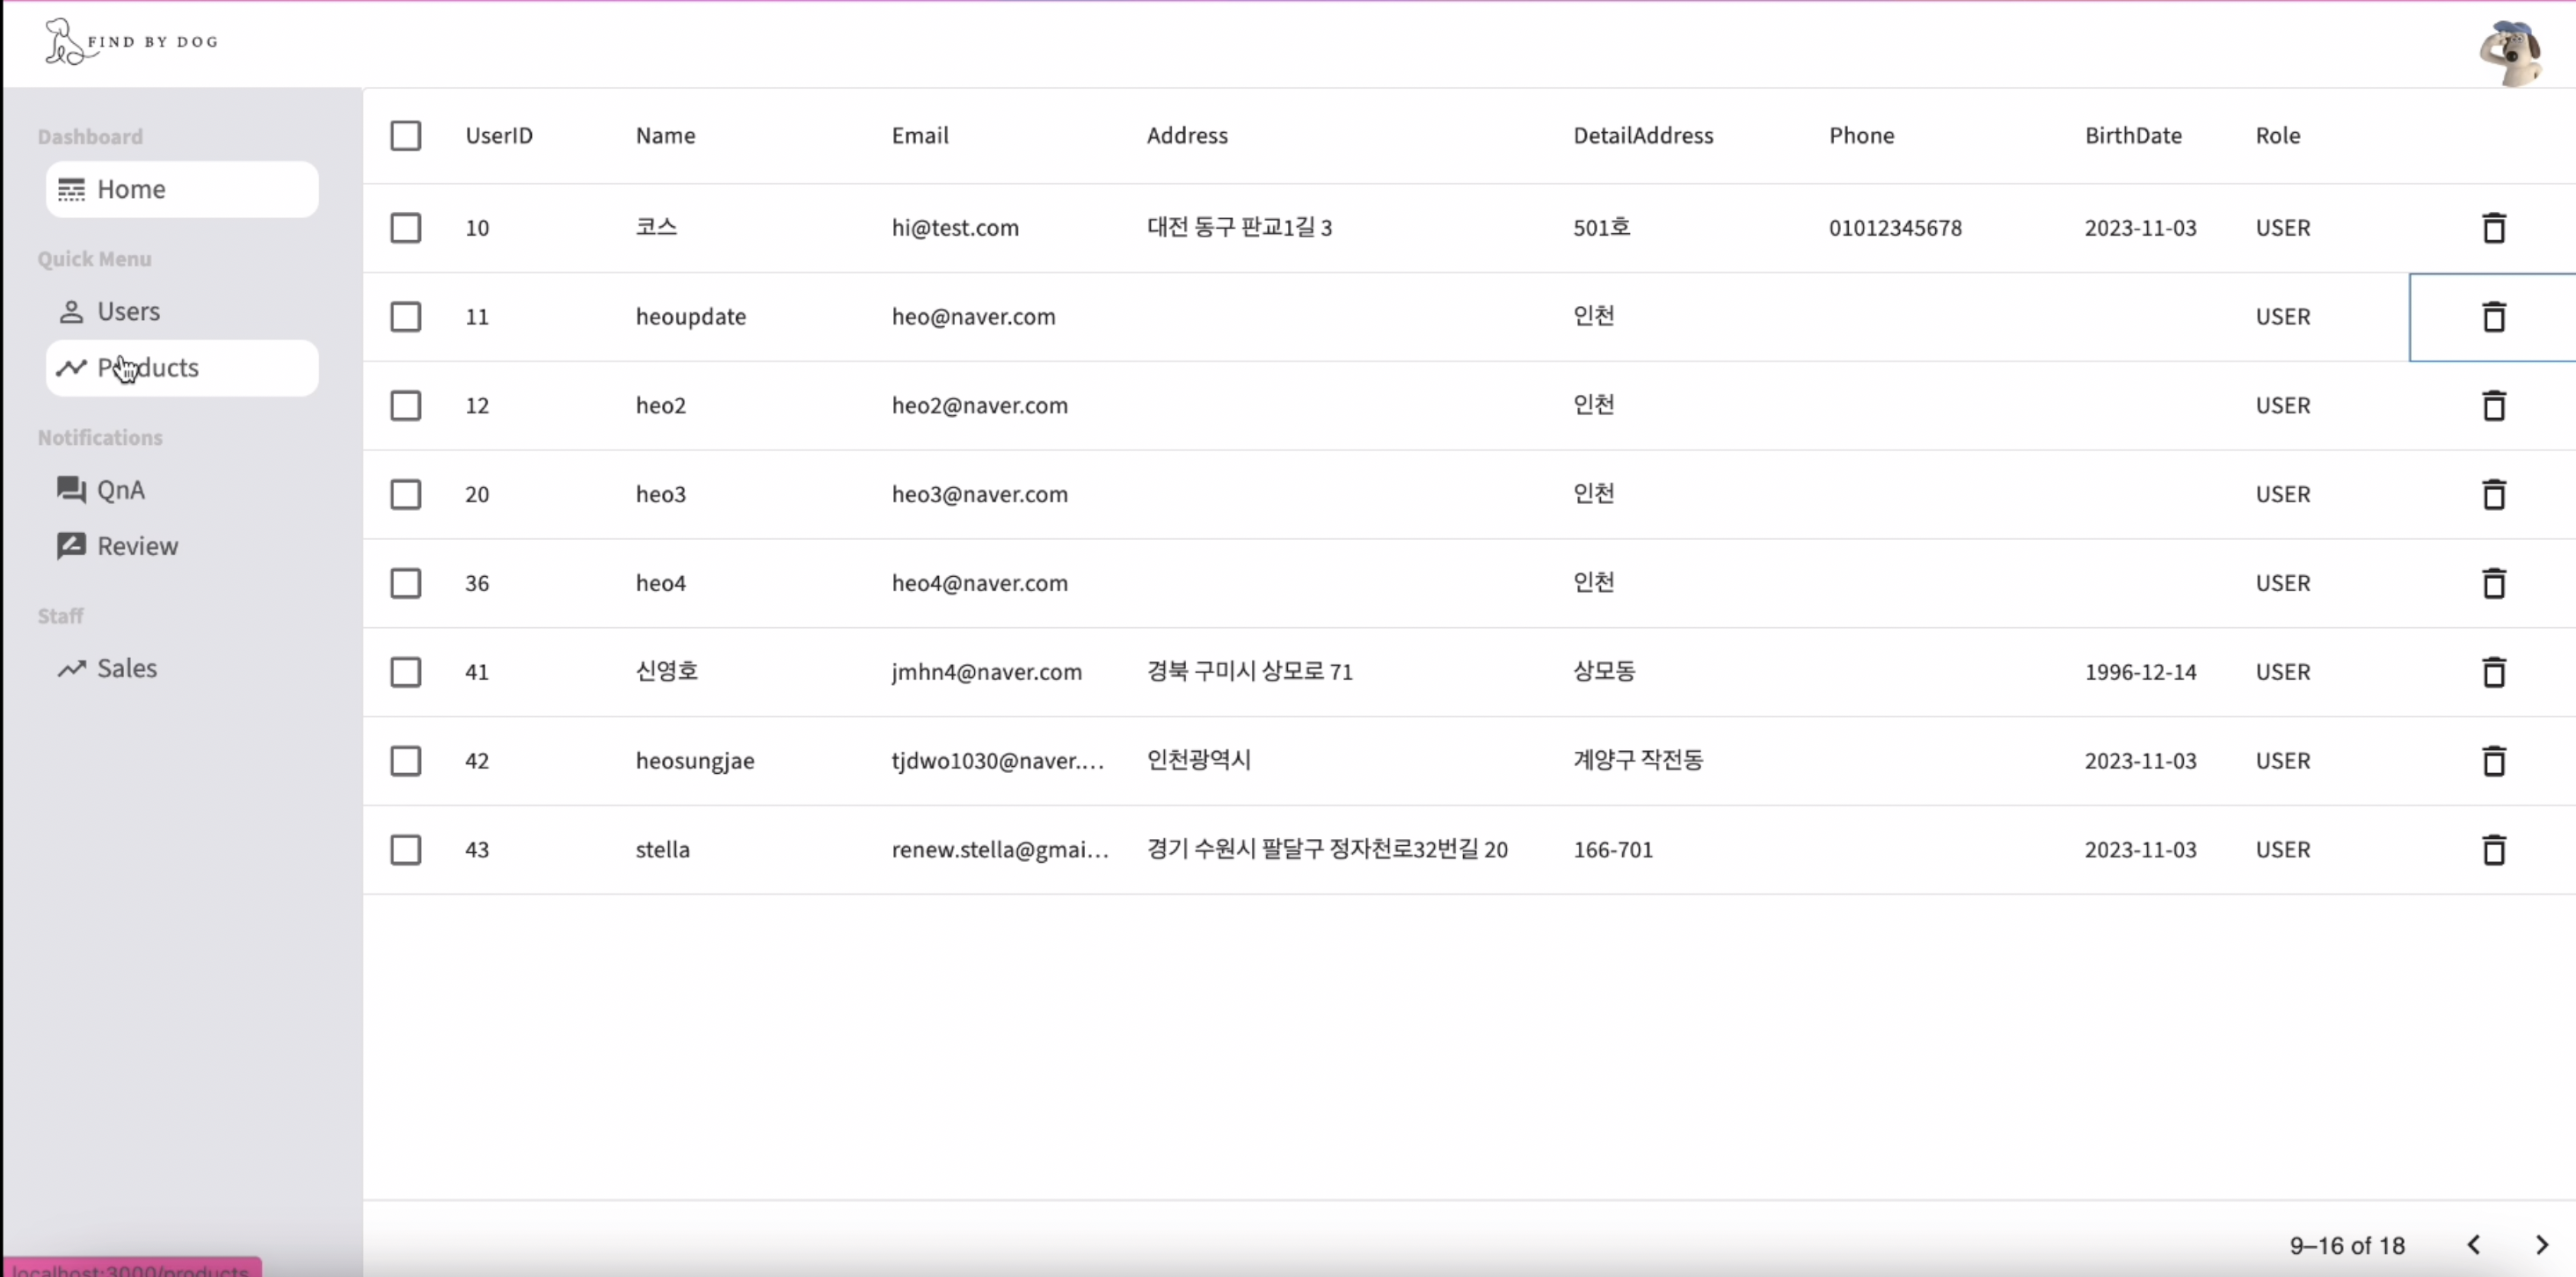 FIND BY DOG
Dashboard
Home
Quick Menu
Users
Products
Notifications
QnA
Review
Staff
Sales
UserID Name Email Address DetailAddress Phone BirthDate Role
10 코스 hi@test.com 대전 동구 판교1길 3 501호 01012345678 2023-11-03 USER
11 heoupdate heo@naver.com 인천 USER
12 heo2 heo2@naver.com 인천 USER
20 heo3 heo3@naver.com 인천 USER
36 heo4 heo4@naver.com 인천 USER
41 신영호 jmhn4@naver.com 경북 구미시 상모로 71 상모동 1996-12-14 USER
42 heosungjae tjdwo1030@naver.... 인천광역시 계양구 작전동 2023-11-03 USER
43 stella renew.stella@gmai... 경기 수원시 팔달구 정자천로32번길 20 166-701 2023-11-03 USER
9–16 of 18
localhost:3000/products